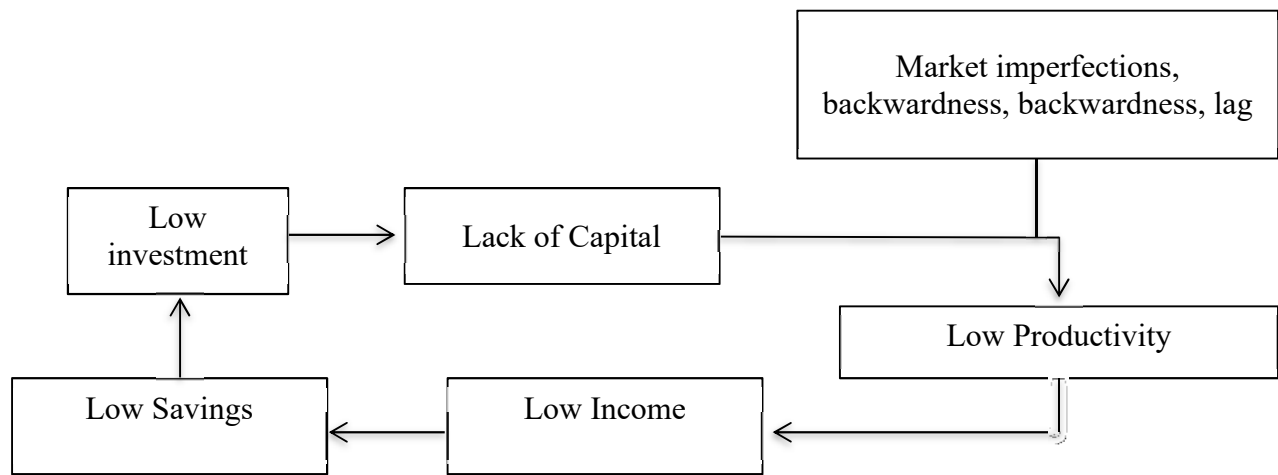 Market imperfections,
backwardness, backwardness, lag
Low
investment
Lack of Capital
Low Productivity
Low Savings
Low Income